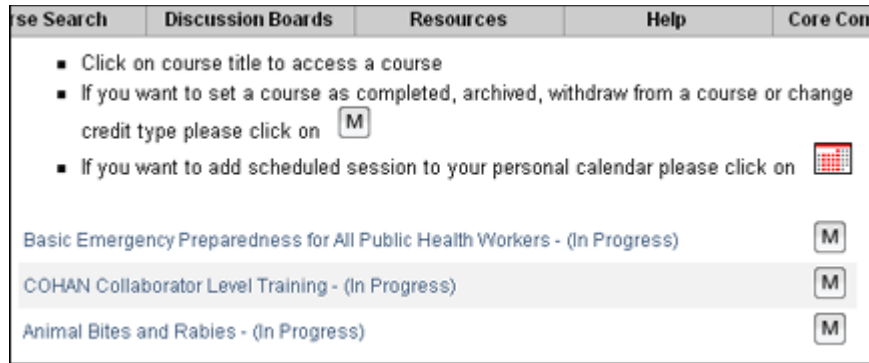 rse Search Discussion Boards Resources Help Core Con
Click on course title to access a course
If you want to set a course as completed, archived, withdraw from a course or change
credit type please click on M
If you want to add scheduled session to your personal calendar please click on
Basic Emergency Preparedness for All Public Health Workers - (In Progress) M
COHAN Collaborator Level Training - (In Progress) M
Animal Bites and Rabies - (In Progress) M